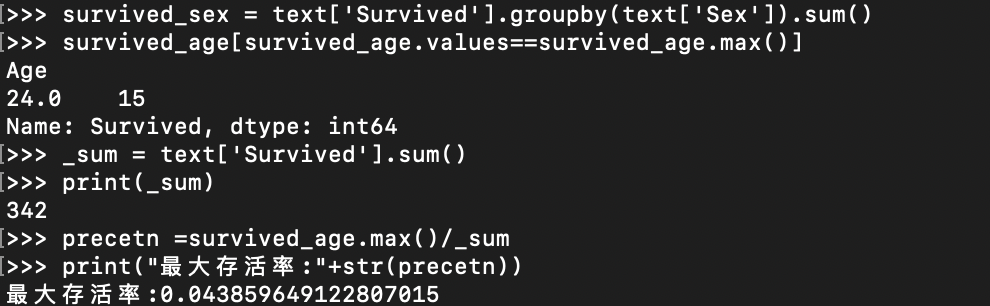 [>>> survived_sex = text['Survived'].groupby(text['Sex']).sum()
[>>> survived_age[survived_age.values==survived_age.max()]
Age
24.0    15
Name: Survived, dtype: int64
[>>> _sum = text['Survived'].sum()
[>>> print(_sum)
342
[>>> precetn =survived_age.max()/_sum
[>>> print("最大存活率:"+str(precetn))
最大存活率:0.043859649122807015